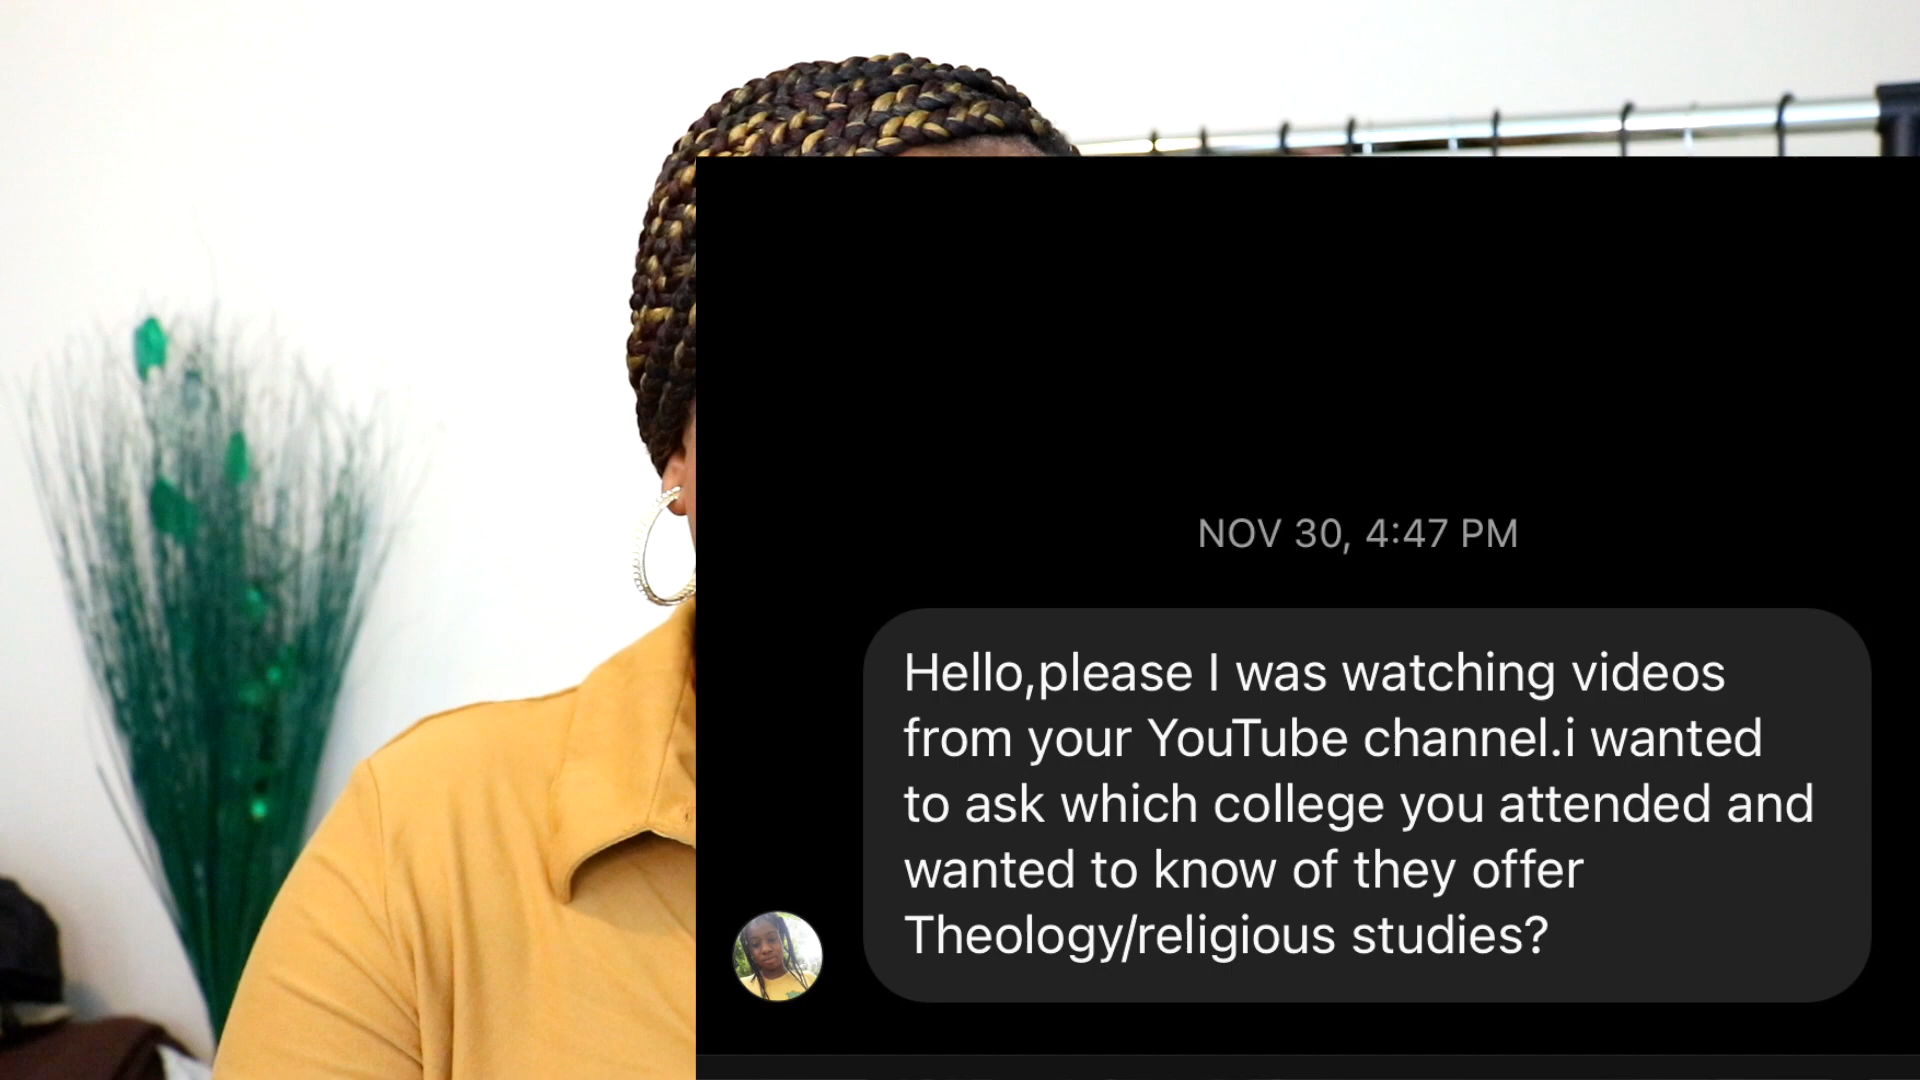 NOV 30, 4:47 PM
Hello,please I was watching videos
from your YouTube channel.i wanted
to ask which college you attended and
wanted to know of they offer
Theology/religious studies?